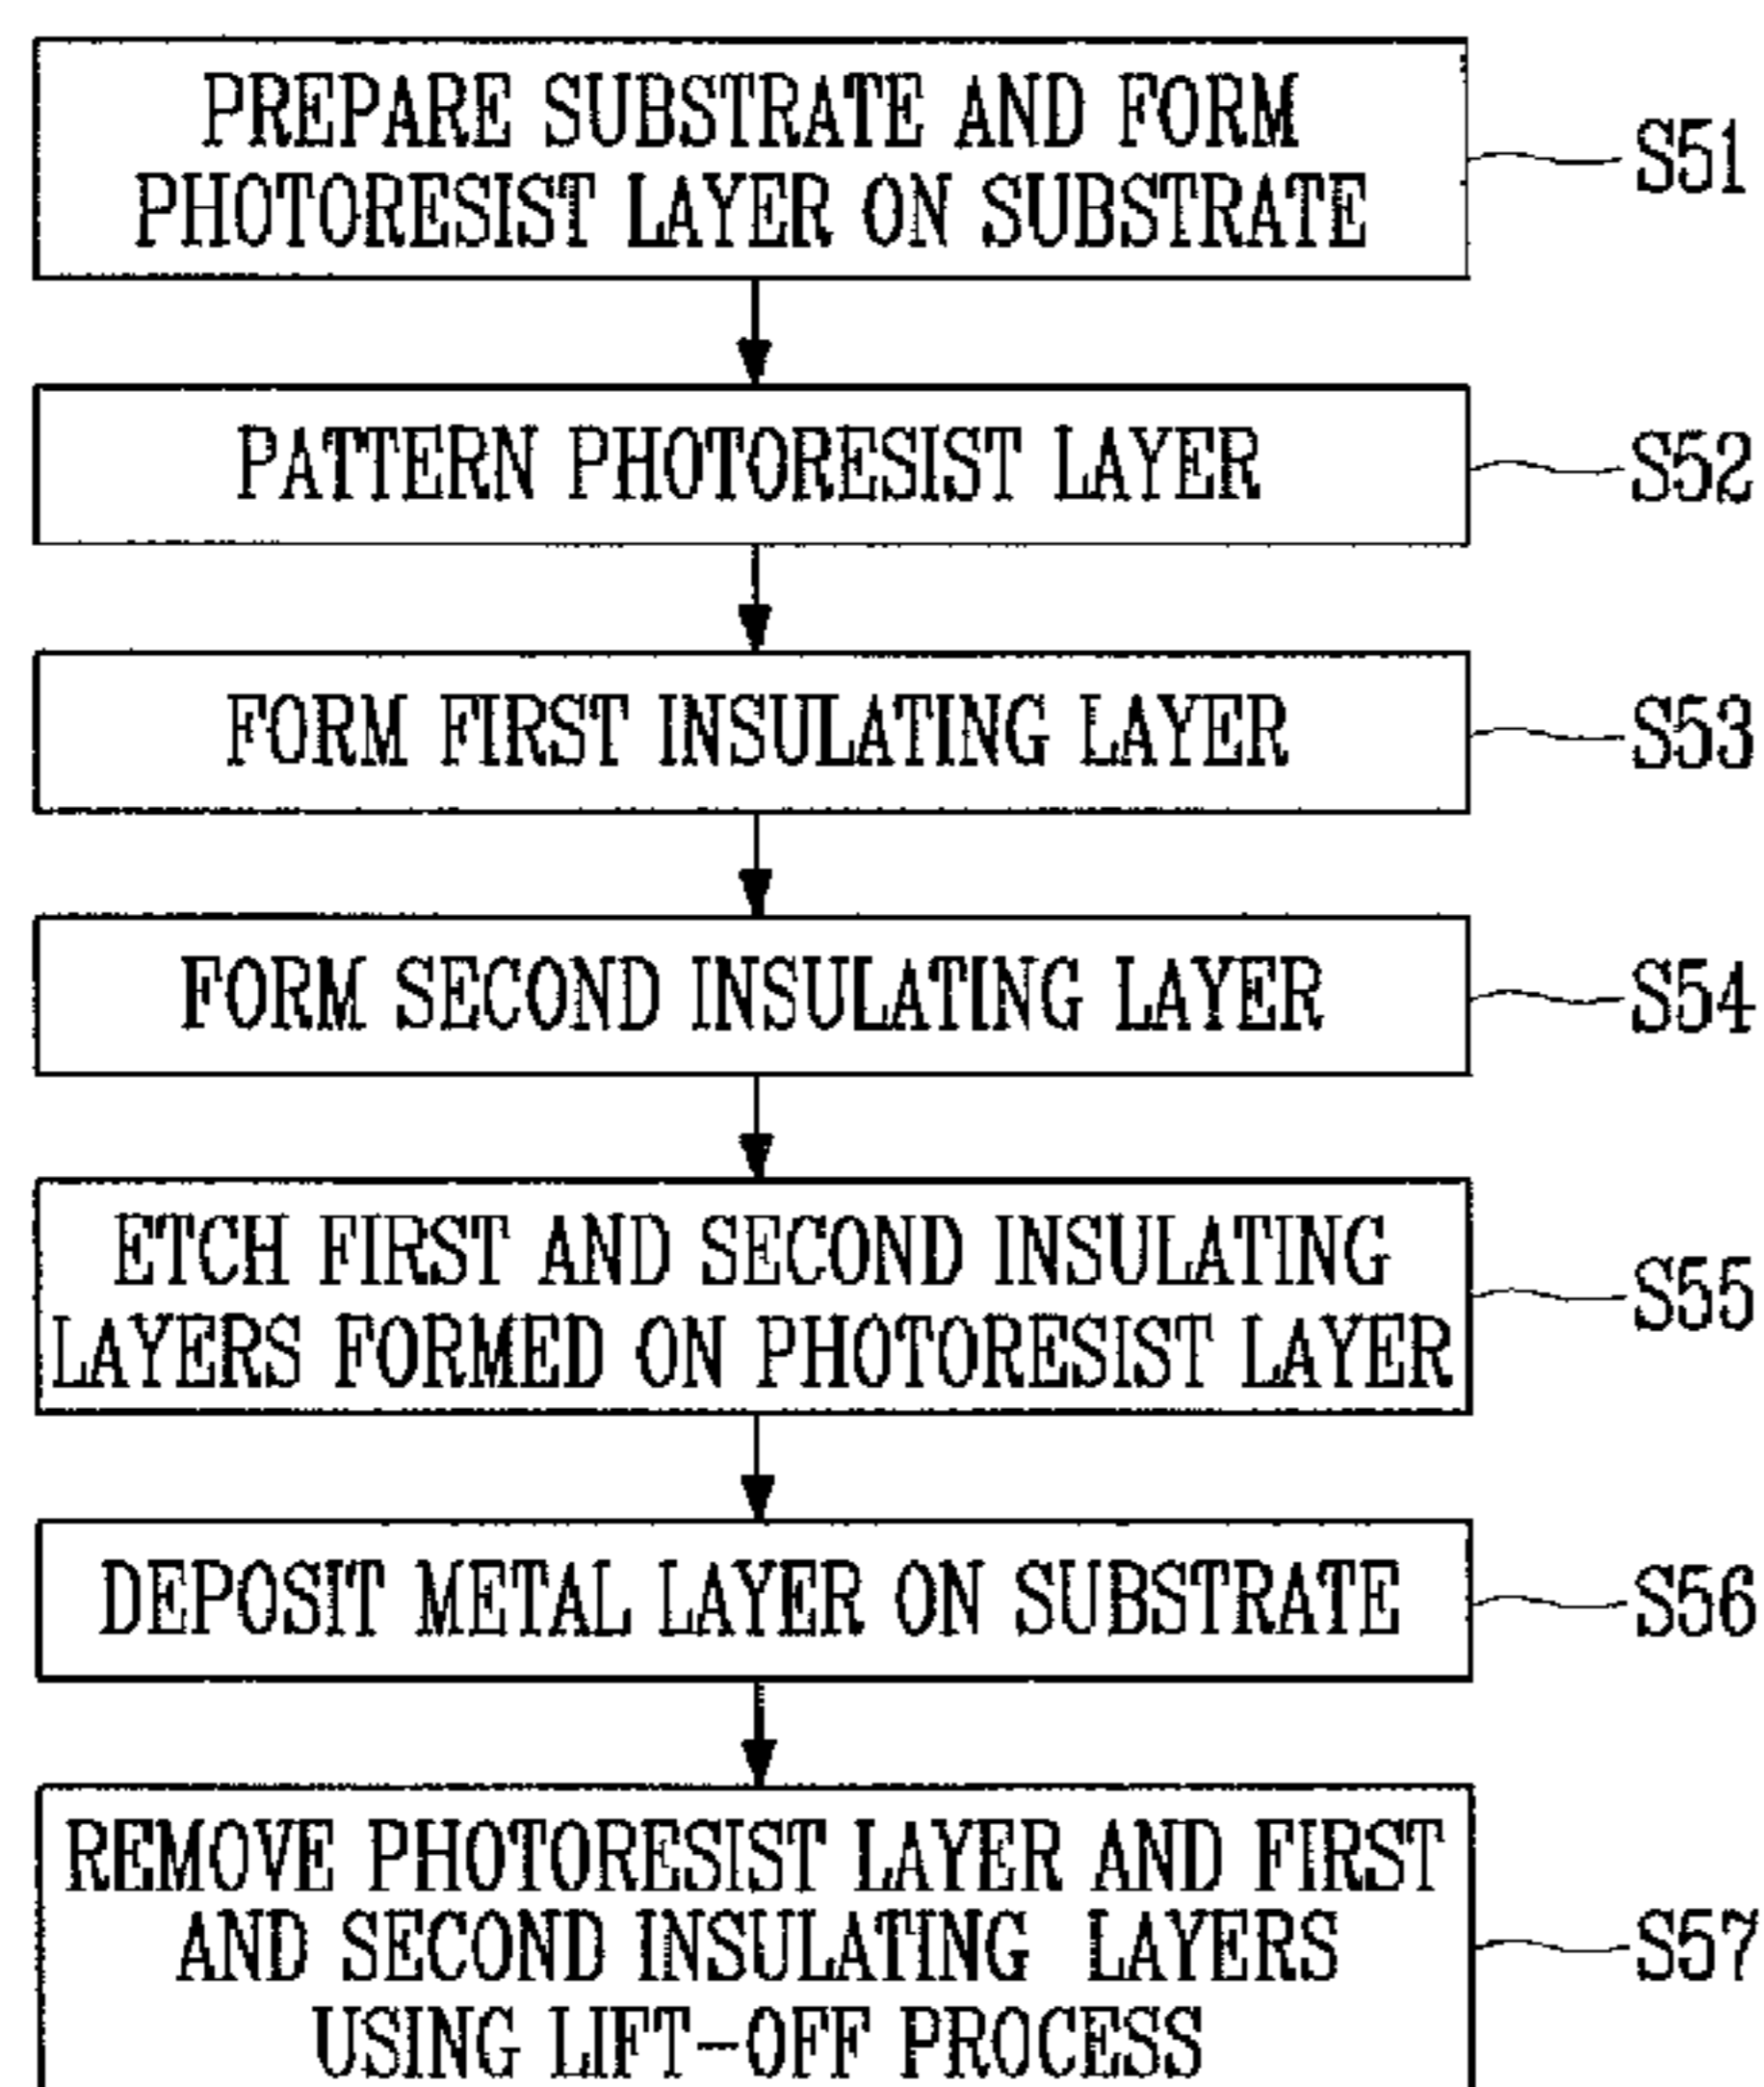 PREPARE SUBSTRATE AND FORM
PHOTORESIST LAYER ON SUBSTRATE
S51
PATTERN PHOTORESIST LAYER
S52
FORM FIRST INSULATING LAYER
S53
FORM SECOND INSULATING LAYER
S54
ETCH FIRST AND SECOND INSULATING
LAYERS FORMED ON PHOTORESIST LAYER
S55
DEPOSIT METAL LAYER ON SUBSTRATE
S56
REMOVE PHOTORESIST LAYER AND FIRST
AND SECOND INSULATING LAYERS
USING LIFT-OFF PROCESS
S57